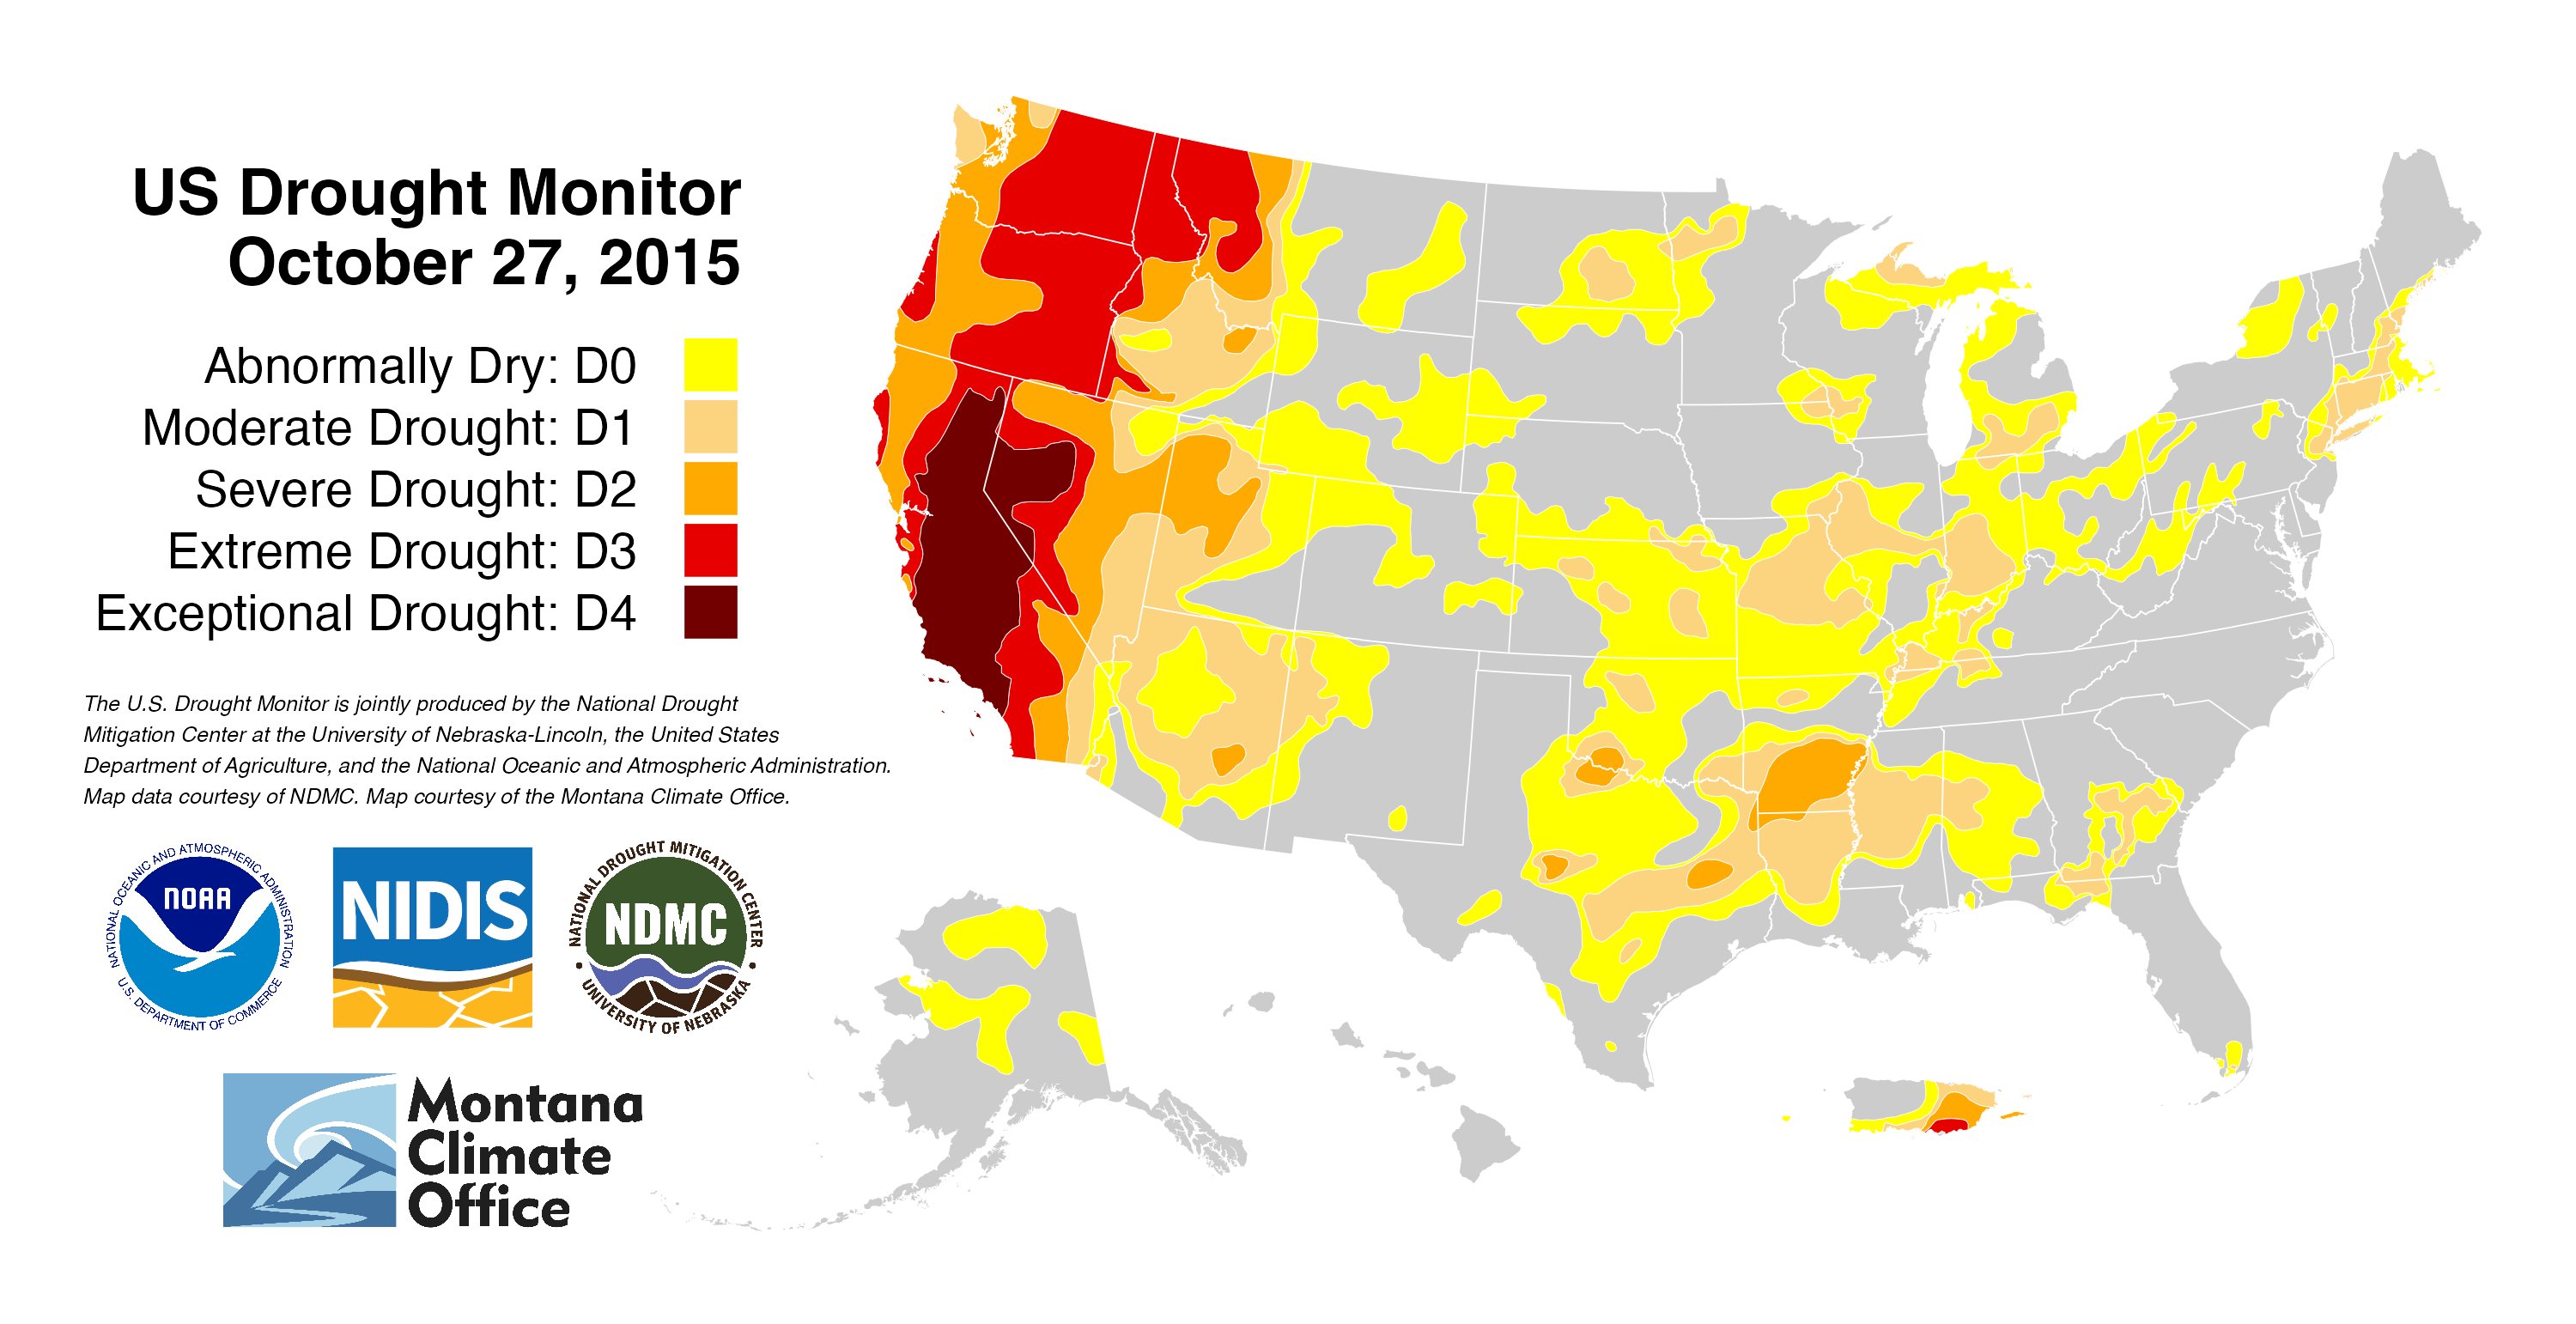 US Drought Monitor
October 27, 2015
Abnormally Dry: D0
Moderate Drought: D1
Severe Drought: D2
Extreme Drought: D3
Exceptional Drought: D4
The U.S. Drought Monitor is jointly produced by the National Drought
Mitigation Center at the University of Nebraska-Lincoln, the United States
Department of Agriculture, and the National Oceanic and Atmospheric Administration.
Map data courtesy of NDMC. Map courtesy of the Montana Climate Office.
NATIONAL OCEANIC AND ATMOSPHERIC ADMINISTRATION
NOAA
U.S. DEPARTMENT OF COMMERCE
NIDIS
NATIONAL DROUGHT MITIGATION CENTER
NDMC
UNIVERSITY OF NEBRASKA
Montana
Climate
Office